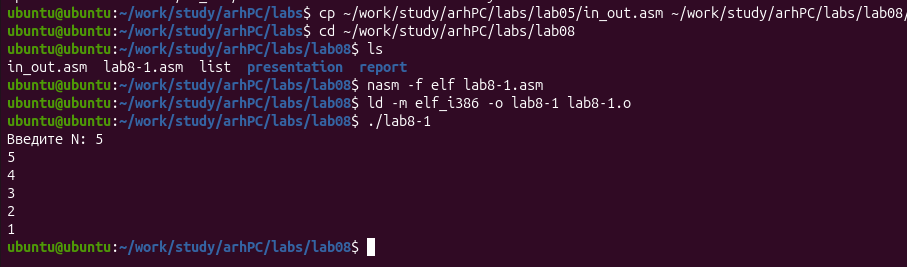 ubuntu@ubuntu:~/work/study/arhPC/labs$ cp ~/work/study/arhPC/labs/lab05/in_out.asm ~/work/study/arhPC/labs/lab08/
ubuntu@ubuntu:~/work/study/arhPC/labs$ cd ~/work/study/arhPC/labs/lab08
ubuntu@ubuntu:~/work/study/arhPC/labs/lab08$ ls
in_out.asm  lab8-1.asm  list  presentation  report
ubuntu@ubuntu:~/work/study/arhPC/labs/lab08$ nasm -f elf lab8-1.asm
ubuntu@ubuntu:~/work/study/arhPC/labs/lab08$ ld -m elf_i386 -o lab8-1 lab8-1.o
ubuntu@ubuntu:~/work/study/arhPC/labs/lab08$ ./lab8-1
Введите N: 5
5
4
3
2
1
ubuntu@ubuntu:~/work/study/arhPC/labs/lab08$